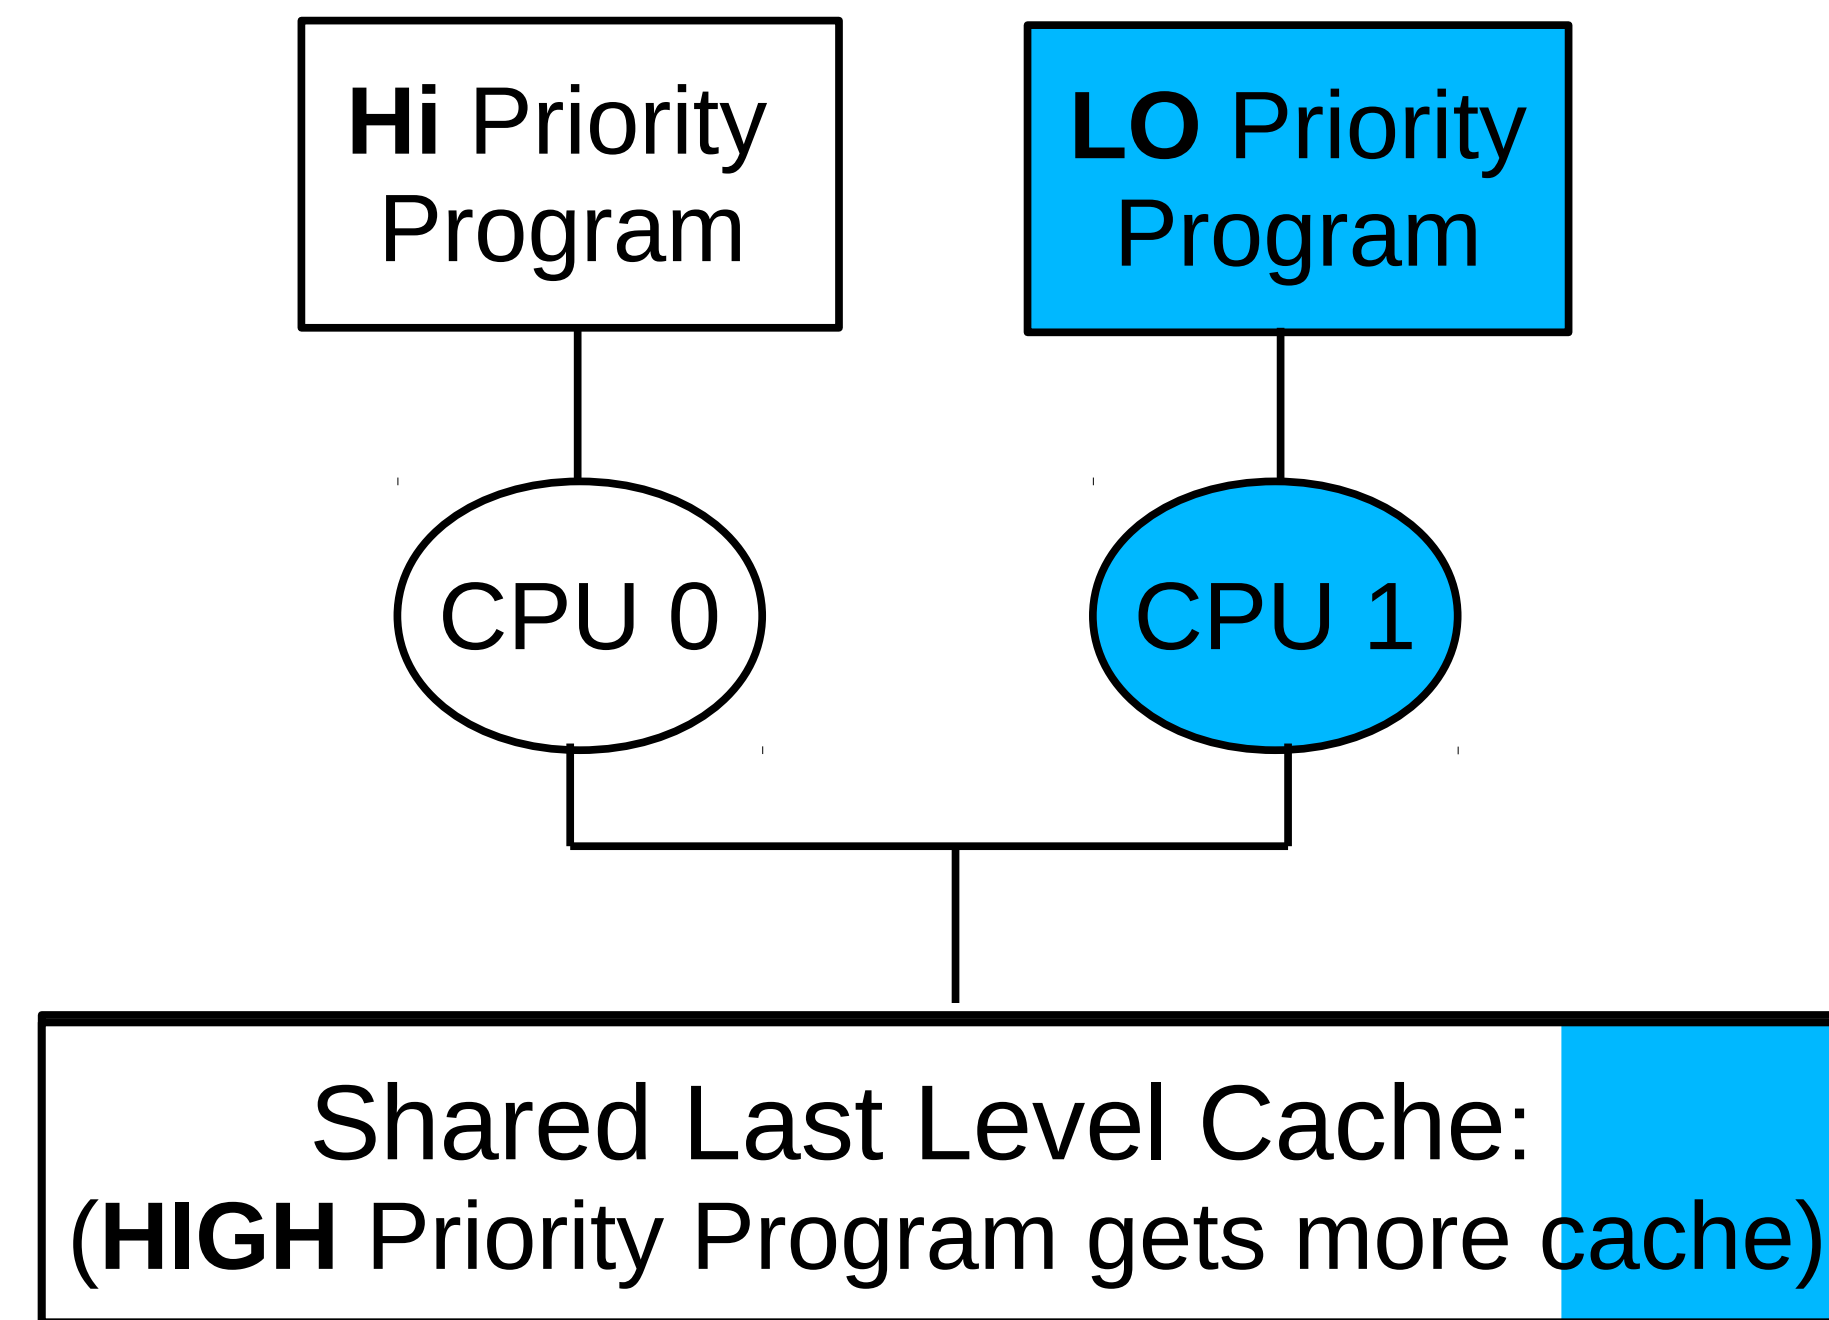 Hi Priority
Program
LO Priority
Program
CPU 0
CPU 1
Shared Last Level Cache:
(HIGH Priority Program gets more cache)